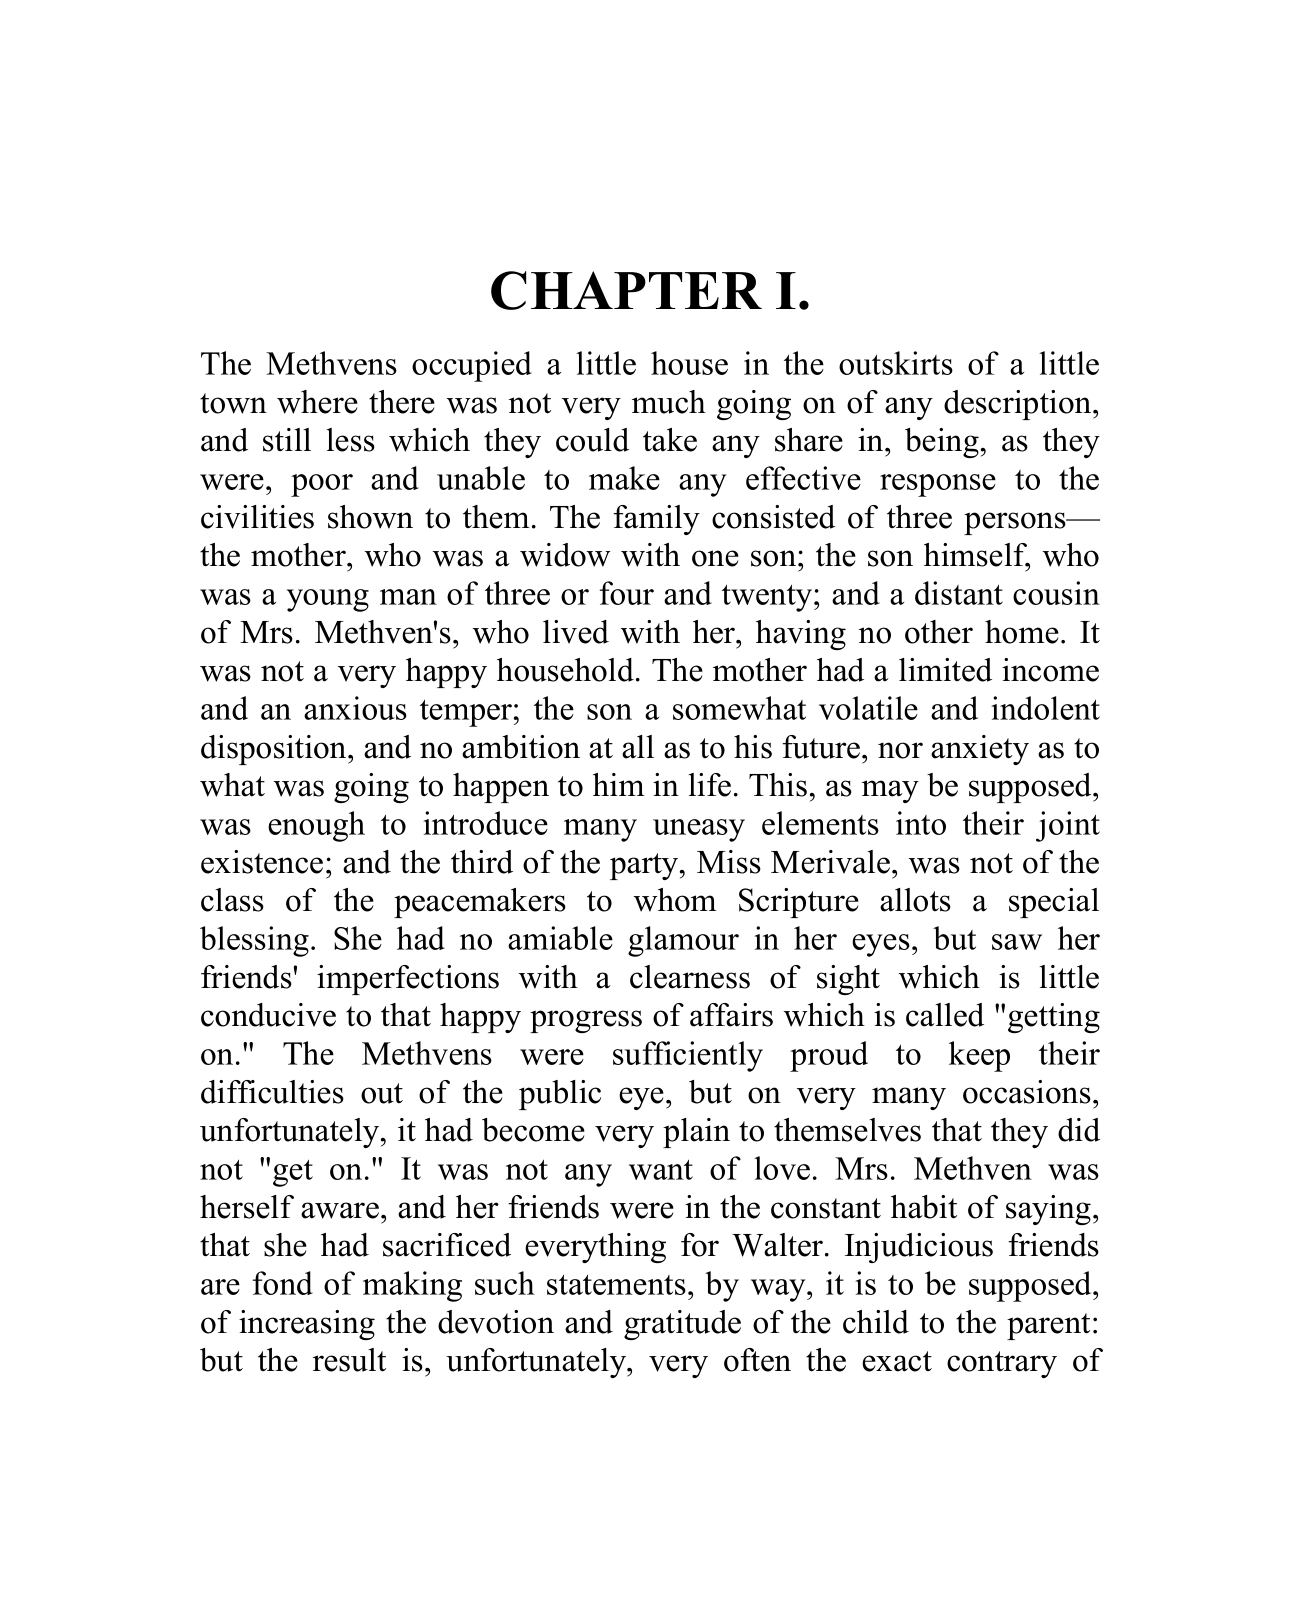 CHAPTER I.
The Methvens occupied a little house in the outskirts of a little
town where there was not very much going on of any description,
and still less which they could take any share in, being, as they
were, poor and unable to make any effective response to the
civilities shown to them. The family consisted of three persons—
the mother, who was a widow with one son; the son himself, who
was a young man of three or four and twenty; and a distant cousin
of Mrs. Methven's, who lived with her, having no other home. It
was not a very happy household. The mother had a limited income
and an anxious temper; the son a somewhat volatile and indolent
disposition, and no ambition at all as to his future, nor anxiety as to
what was going to happen to him in life. This, as may be supposed,
was enough to introduce many uneasy elements into their joint
existence; and the third of the party, Miss Merivale, was not of the
class of the peacemakers to whom Scripture allots a special
blessing. She had no amiable glamour in her eyes, but saw her
friends' imperfections with a clearness of sight which is little
conducive to that happy progress of affairs which is called "getting
on." The Methvens were sufficiently proud to keep their
difficulties out of the public eye, but on very many occasions,
unfortunately, it had become very plain to themselves that they did
not "get on." It was not any want of love. Mrs. Methven was
herself aware, and her friends were in the constant habit of saying,
that she had sacrificed everything for Walter. Injudicious friends
are fond of making such statements, by way, it is to be supposed,
of increasing the devotion and gratitude of the child to the parent:
but the result is, unfortunately, very often the exact contrary of